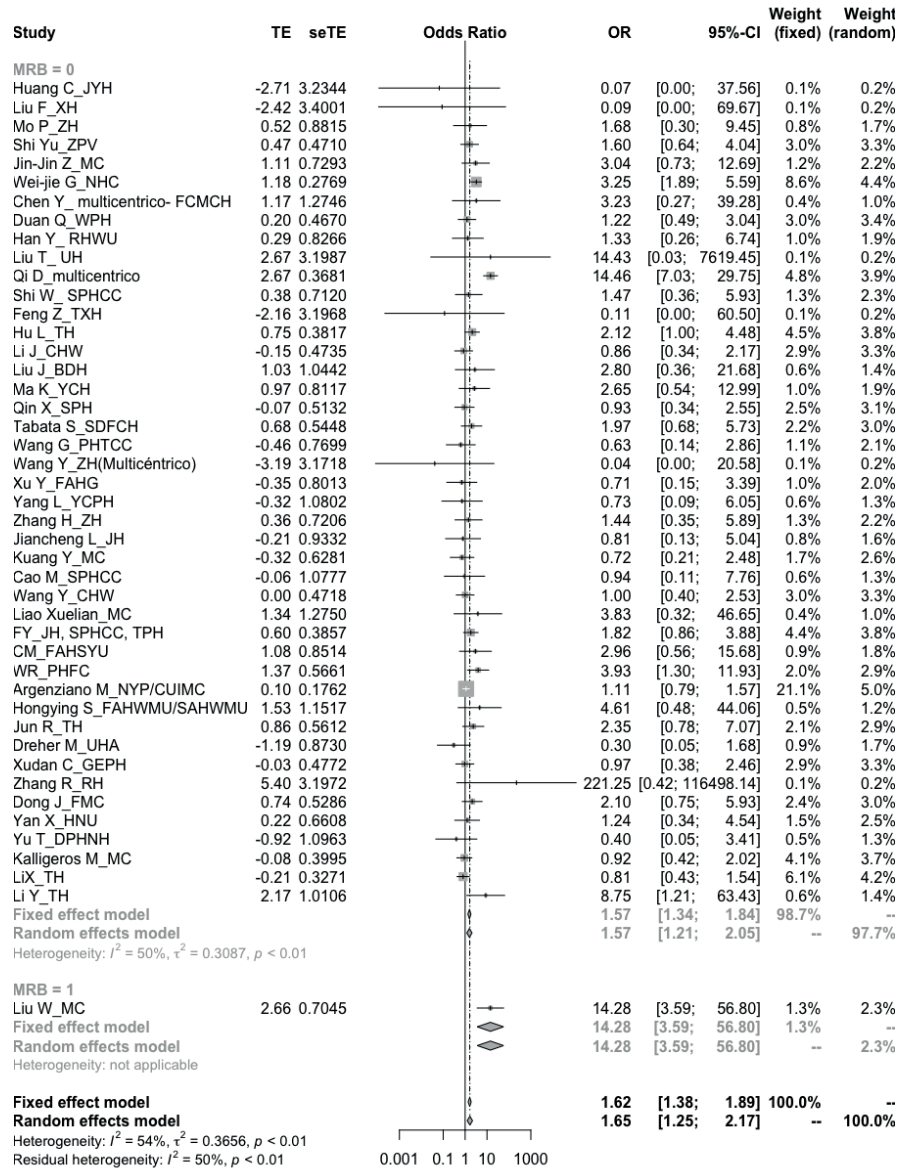 Weight Weight
Study TE seTE Odds Ratio OR 95%-CI (fixed) (random)
MRB = 0
Huang C_JYH -2.71 3.2344 0.07 [0.00; 37.56] 0.1% 0.2%
Liu F_XH -2.42 3.4001 0.09 [0.00; 69.67] 0.1% 0.2%
Mo P_ZH 0.52 0.8815 1.68 [0.30; 9.45] 0.8% 1.7%
Shi Yu_ZPV 0.47 0.4710 1.60 [0.64; 4.04] 3.0% 3.3%
Jin-Jin Z_MC 1.11 0.7293 3.04 [0.73; 12.69] 1.2% 2.2%
Wei-jie G_NHC 1.18 0.2769 3.25 [1.89; 5.59] 8.6% 4.4%
Chen Y_ multicentrico- FCMCH 1.17 1.2746 3.23 [0.27; 39.28] 0.4% 1.0%
Duan Q_WPH 0.20 0.4670 1.22 [0.49; 3.04] 3.0% 3.4%
Han Y_ RHWU 0.29 0.8266 1.33 [0.26; 6.74] 1.0% 1.9%
Liu T_ UH 2.67 3.1987 14.43 [0.03; 7619.45] 0.1% 0.2%
Qi D_multicentrico 2.67 0.3681 14.46 [7.03; 29.75] 4.8% 3.9%
Shi W_ SPHCC 0.38 0.7120 1.47 [0.36; 5.93] 1.3% 2.3%
Feng Z_TXH -2.16 3.1968 0.11 [0.00; 60.50] 0.1% 0.2%
Hu L_TH 0.75 0.3817 2.12 [1.00; 4.48] 4.5% 3.8%
Li J_CHW -0.15 0.4735 0.86 [0.34; 2.17] 2.9% 3.3%
Liu J_BDH 1.03 1.0442 2.80 [0.36; 21.68] 0.6% 1.4%
Ma K_YCH 0.97 0.8117 2.65 [0.54; 12.99] 1.0% 1.9%
Qin X_SPH -0.07 0.5132 0.93 [0.34; 2.55] 2.5% 3.1%
Tabata S_SDFCH 0.68 0.5448 1.97 [0.68; 5.73] 2.2% 3.0%
Wang G_PHTCC -0.46 0.7699 0.63 [0.14; 2.86] 1.1% 2.1%
Wang Y_ZH(Multicéntrico) -3.19 3.1718 0.04 [0.00; 20.58] 0.1% 0.2%
Xu Y_FAHG -0.35 0.8013 0.71 [0.15; 3.39] 1.0% 2.0%
Yang L_YCPH -0.32 1.0802 0.73 [0.09; 6.05] 0.6% 1.3%
Zhang H_ZH 0.36 0.7206 1.44 [0.35; 5.89] 1.3% 2.2%
Jiancheng L_JH -0.21 0.9332 0.81 [0.13; 5.04] 0.8% 1.6%
Kuang Y_MC -0.32 0.6281 0.72 [0.21; 2.48] 1.7% 2.6%
Cao M_SPHCC -0.06 1.0777 0.94 [0.11; 7.76] 0.6% 1.3%
Wang Y_CHW 0.00 0.4718 1.00 [0.40; 2.53] 3.0% 3.3%
Liao Xuelian_MC 1.34 1.2750 3.83 [0.32; 46.65] 0.4% 1.0%
FY_JH, SPHCC, TPH 0.60 0.3857 1.82 [0.86; 3.88] 4.4% 3.8%
CM_FAHSYU 1.08 0.8514 2.96 [0.56; 15.68] 0.9% 1.8%
WR_PHFC 1.37 0.5661 3.93 [1.30; 11.93] 2.0% 2.9%
Argenziano M_NYP/CUIMC 0.10 0.1762 1.11 [0.79; 1.57] 21.1% 5.0%
Hongying S_FAHWMU/SAHWMU 1.53 1.1517 4.61 [0.48; 44.06] 0.5% 1.2%
Jun R_TH 0.86 0.5612 2.35 [0.78; 7.07] 2.1% 2.9%
Dreher M_UHA -1.19 0.8730 0.30 [0.05; 1.68] 0.9% 1.7%
Xudan C_GEPH -0.03 0.4772 0.97 [0.38; 2.46] 2.9% 3.3%
Zhang R_RH 5.40 3.1972 221.25 [0.42; 116498.14] 0.1% 0.2%
Dong J_FMC 0.74 0.5286 2.10 [0.75; 5.93] 2.4% 3.0%
Yan X_HNU 0.22 0.6608 1.24 [0.34; 4.54] 1.5% 2.5%
Yu T_DPHNH -0.92 1.0963 0.40 [0.05; 3.41] 0.5% 1.3%
Kalligeros M_MC -0.08 0.3995 0.92 [0.42; 2.02] 4.1% 3.7%
LiX_TH -0.21 0.3271 0.81 [0.43; 1.54] 6.1% 4.2%
Li Y_TH 2.17 1.0106 8.75 [1.21; 63.43] 0.6% 1.4%
Fixed effect model 1.57 [1.34; 1.84] 98.7% --
Random effects model 1.57 [1.21; 2.05] -- 97.7%
Heterogeneity: I² = 50%, τ² = 0.3087, p < 0.01
MRB = 1
Liu W_MC 2.66 0.7045 14.28 [3.59; 56.80] 1.3% 2.3%
Fixed effect model 14.28 [3.59; 56.80] 1.3% --
Random effects model 14.28 [3.59; 56.80] -- 2.3%
Heterogeneity: not applicable
Fixed effect model 1.62 [1.38; 1.89] 100.0% --
Random effects model 1.65 [1.25; 2.17] -- 100.0%
Heterogeneity: I² = 54%, τ² = 0.3656, p < 0.01
Residual heterogeneity: I² = 50%, p < 0.01
0.001 0.1 1 10 1000